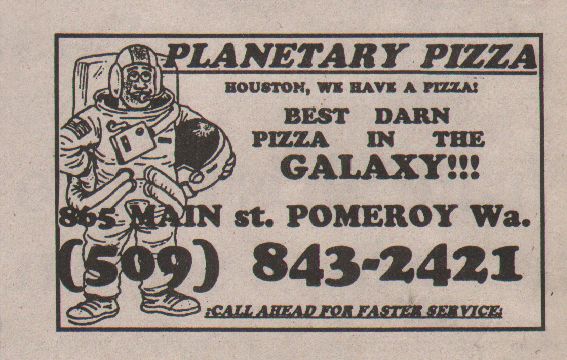 PLANETARY PIZZA
HOUSTON, WE HAVE A PIZZA!
BEST DARN
PIZZA IN THE
GALAXY!!!
865 MAIN st. POMEROY Wa.
(509) 843-2421
:CALL AHEAD FOR FASTER SERVICE: